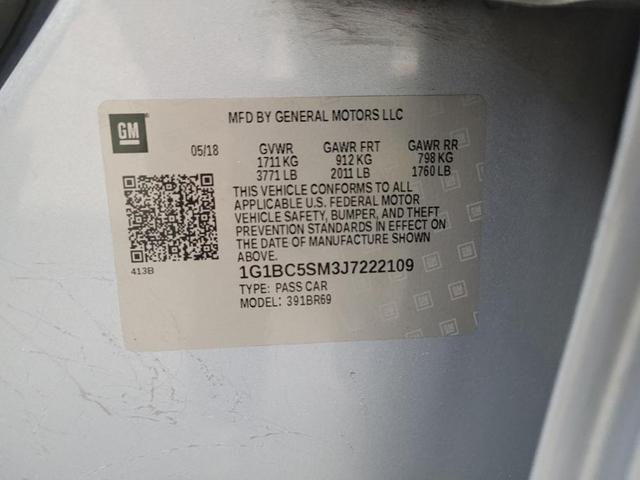 GM
MFD BY GENERAL MOTORS LLC
05/18 GVWR GAWR FRT GAWR RR
1711 KG 912 KG 798 KG
3771 LB 2011 LB 1760 LB
THIS VEHICLE CONFORMS TO ALL
APPLICABLE U.S. FEDERAL MOTOR
VEHICLE SAFETY, BUMPER, AND THEFT
PREVENTION STANDARDS IN EFFECT ON
THE DATE OF MANUFACTURE SHOWN
ABOVE.
413B
1G1BC5SM3J7222109
TYPE: PASS CAR
MODEL: 391BR69